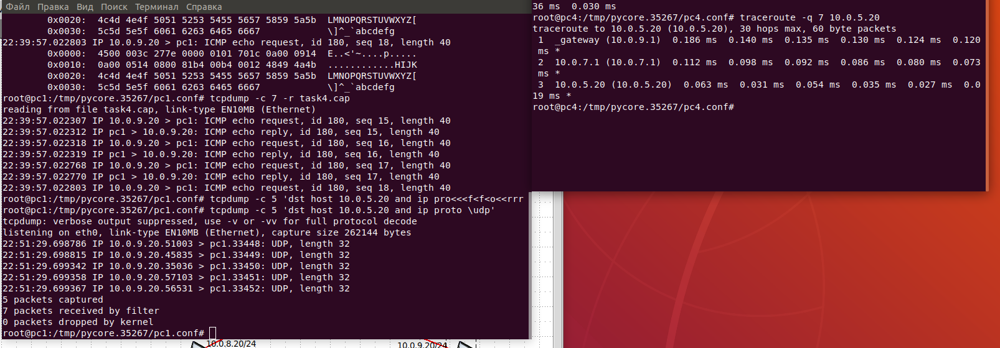 Файл Правка Вид Поиск Терминал Справка
0x0020: 4c4d 4e4f 5051 5253 5455 5657 5859 5a5b LMNOPQRSTUVWXYZ[
0x0030: 5c5d 5e5f 6061 6263 6465 6667 \]^_`abcdefg
22:39:57.022803 IP 10.0.9.20 > pc1: ICMP echo request, id 180, seq 18, length 40
0x0000: 4500 003c 277e 0000 0101 701c 0a00 0914 E..<'~....p.....
0x0010: 0a00 0514 0800 81b4 00b4 0012 4849 4a4b ............HIJK
0x0020: 4c4d 4e4f 5051 5253 5455 5657 5859 5a5b LMNOPQRSTUVWXYZ[
0x0030: 5c5d 5e5f 6061 6263 6465 6667 \]^_`abcdefg
root@pc1:/tmp/pycore.35267/pc1.conf# tcpdump -c 7 -r task4.cap
reading from file task4.cap, link-type EN10MB (Ethernet)
22:39:57.022307 IP 10.0.9.20 > pc1: ICMP echo request, id 180, seq 15, length 40
22:39:57.022312 IP pc1 > 10.0.9.20: ICMP echo reply, id 180, seq 15, length 40
22:39:57.022318 IP 10.0.9.20 > pc1: ICMP echo request, id 180, seq 16, length 40
22:39:57.022319 IP pc1 > 10.0.9.20: ICMP echo reply, id 180, seq 16, length 40
22:39:57.022768 IP 10.0.9.20 > pc1: ICMP echo request, id 180, seq 17, length 40
22:39:57.022770 IP pc1 > 10.0.9.20: ICMP echo reply, id 180, seq 17, length 40
22:39:57.022803 IP 10.0.9.20 > pc1: ICMP echo request, id 180, seq 18, length 40
root@pc1:/tmp/pycore.35267/pc1.conf# tcpdump -c 5 'dst host 10.0.5.20 and ip pro<<<f<f<o<<rrr
root@pc1:/tmp/pycore.35267/pc1.conf# tcpdump -c 5 'dst host 10.0.5.20 and ip proto \udp'
tcpdump: verbose output suppressed, use -v or -vv for full protocol decode
listening on eth0, link-type EN10MB (Ethernet), capture size 262144 bytes
22:51:29.698786 IP 10.0.9.20.51003 > pc1.33448: UDP, length 32
22:51:29.698815 IP 10.0.9.20.45835 > pc1.33449: UDP, length 32
22:51:29.699342 IP 10.0.9.20.35036 > pc1.33450: UDP, length 32
22:51:29.699358 IP 10.0.9.20.57103 > pc1.33451: UDP, length 32
22:51:29.699367 IP 10.0.9.20.56531 > pc1.33452: UDP, length 32
5 packets captured
7 packets received by filter
0 packets dropped by kernel
root@pc1:/tmp/pycore.35267/pc1.conf#
10.0.8.20/24
10.0.9.20/24
36 ms 0.030 ms
root@pc4:/tmp/pycore.35267/pc4.conf# traceroute -q 7 10.0.5.20
traceroute to 10.0.5.20 (10.0.5.20), 30 hops max, 60 byte packets
1 _gateway (10.0.9.1) 0.186 ms 0.140 ms 0.135 ms 0.130 ms 0.124 ms 0.120
ms *
2 10.0.7.1 (10.0.7.1) 0.112 ms 0.098 ms 0.092 ms 0.086 ms 0.080 ms 0.073
ms *
3 10.0.5.20 (10.0.5.20) 0.063 ms 0.031 ms 0.054 ms 0.035 ms 0.027 ms 0.0
19 ms *
root@pc4:/tmp/pycore.35267/pc4.conf#